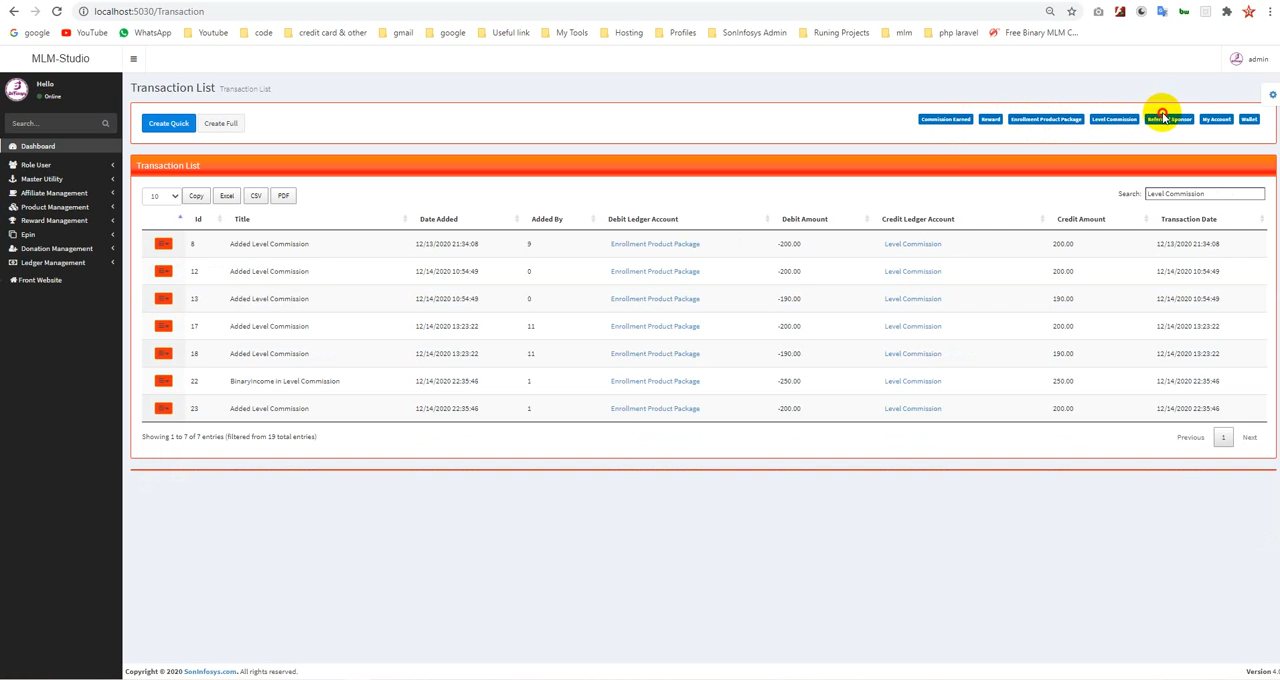 localhost:5030/Transaction
google YouTube WhatsApp Youtube code credit card & other gmail google Useful link My Tools Hosting Profiles SonInfosys Admin Runing Projects mlm php laravel Free Binary MLM C...
MLM-Studio admin
Hello
Online
Search...
Dashboard
Role User
Master Utility
Affiliate Management
Product Management
Reward Management
Epin
Donation Management
Ledger Management
Front Website
Transaction List Transaction List
Create Quick Create Full Commission Earned Reward Enrollment Product Package Level Commission My Account Wallet
Transaction List
10 Copy Excel CSV PDF Search: Level Commission
Id Title Date Added Added By Debit Ledger Account Debit Amount Credit Ledger Account Credit Amount Transaction Date
Added Level Commission 12/13/2020 21:34:08 9 Enrollment Product Package -200.00 Level Commission 200.00 12/13/2020 21:34:08
12 Added Level Commission 12/14/2020 10:54:49 0 Enrollment Product Package -200.00 Level Commission 200.00 12/14/2020 10:54:49
13 Added Level Commission 12/14/2020 10:54:49 0 Enrollment Product Package -190.00 Level Commission 190.00 12/14/2020 10:54:49
17 Added Level Commission 12/14/2020 13:23:22 11 Enrollment Product Package -200.00 Level Commission 200.00 12/14/2020 13:23:22
18 Added Level Commission 12/14/2020 13:23:22 11 Enrollment Product Package -190.00 Level Commission 190.00 12/14/2020 13:23:22
22 BinaryIncome in Level Commission 12/14/2020 22:35:46 1 Enrollment Product Package -250.00 Level Commission 250.00 12/14/2020 22:35:46
23 Added Level Commission 12/14/2020 22:35:46 1 Enrollment Product Package -200.00 Level Commission 200.00 12/14/2020 22:35:46
Showing 1 to 7 of 7 entries (filtered from 19 total entries) Previous 1 Next
Copyright © 2020 SonInfosys.com. All rights reserved. Version 4.